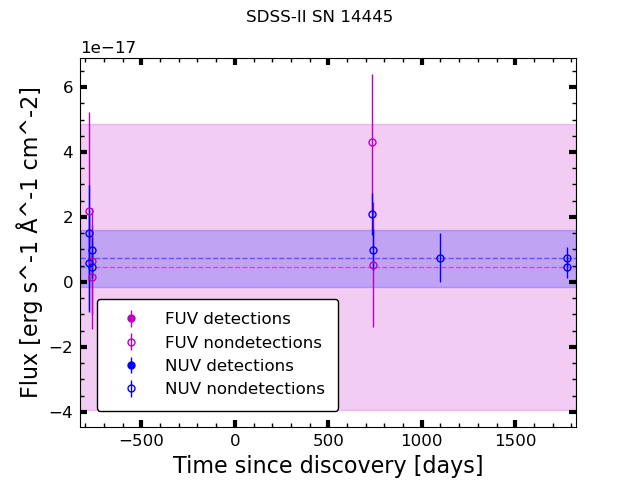 SDSS-II SN 14445
1e−17
6
4
2
0
−2
−4
Flux [erg s^-1 Å^-1 cm^-2]
FUV detections
FUV nondetections
NUV detections
NUV nondetections
−500 0 500 1000 1500
Time since discovery [days]